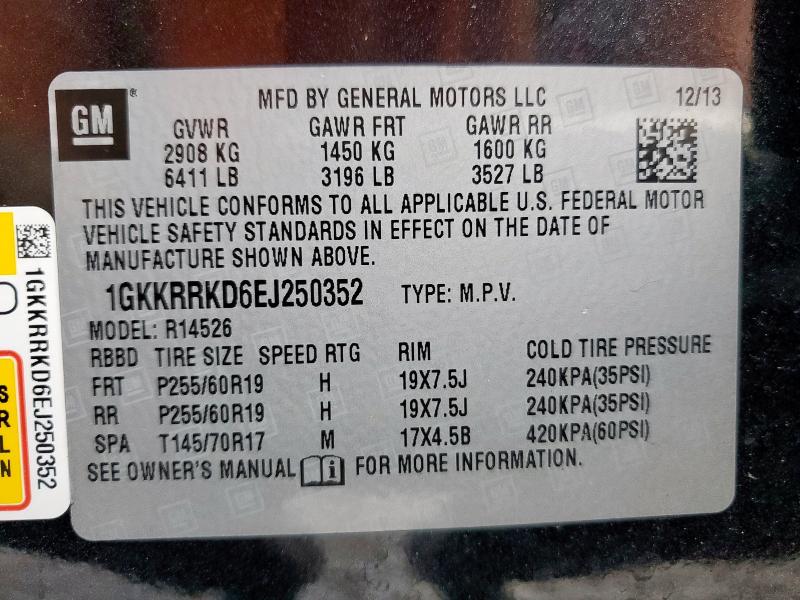 GM
®
MFD BY GENERAL MOTORS LLC
12/13
GVWR GAWR FRT GAWR RR
2908 KG 1450 KG 1600 KG
6411 LB 3196 LB 3527 LB
THIS VEHICLE CONFORMS TO ALL APPLICABLE U.S. FEDERAL MOTOR
VEHICLE SAFETY STANDARDS IN EFFECT ON THE DATE OF
MANUFACTURE SHOWN ABOVE.
1GKKRRKD6EJ250352 TYPE: M.P.V.
MODEL: R14526
RBBD TIRE SIZE SPEED RTG RIM COLD TIRE PRESSURE
FRT P255/60R19 H 19X7.5J 240KPA(35PSI)
RR P255/60R19 H 19X7.5J 240KPA(35PSI)
SPA T145/70R17 M 17X4.5B 420KPA(60PSI)
SEE OWNER'S MANUAL i FOR MORE INFORMATION.
1GKKRRKD6EJ250352
S
R
L
N